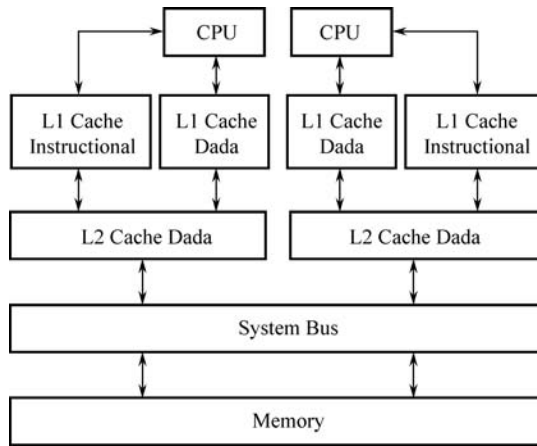 CPU
CPU
L1 Cache
Instructional
L1 Cache
Dada
L1 Cache
Dada
L1 Cache
Instructional
L2 Cache Dada
L2 Cache Dada
System Bus
Memory